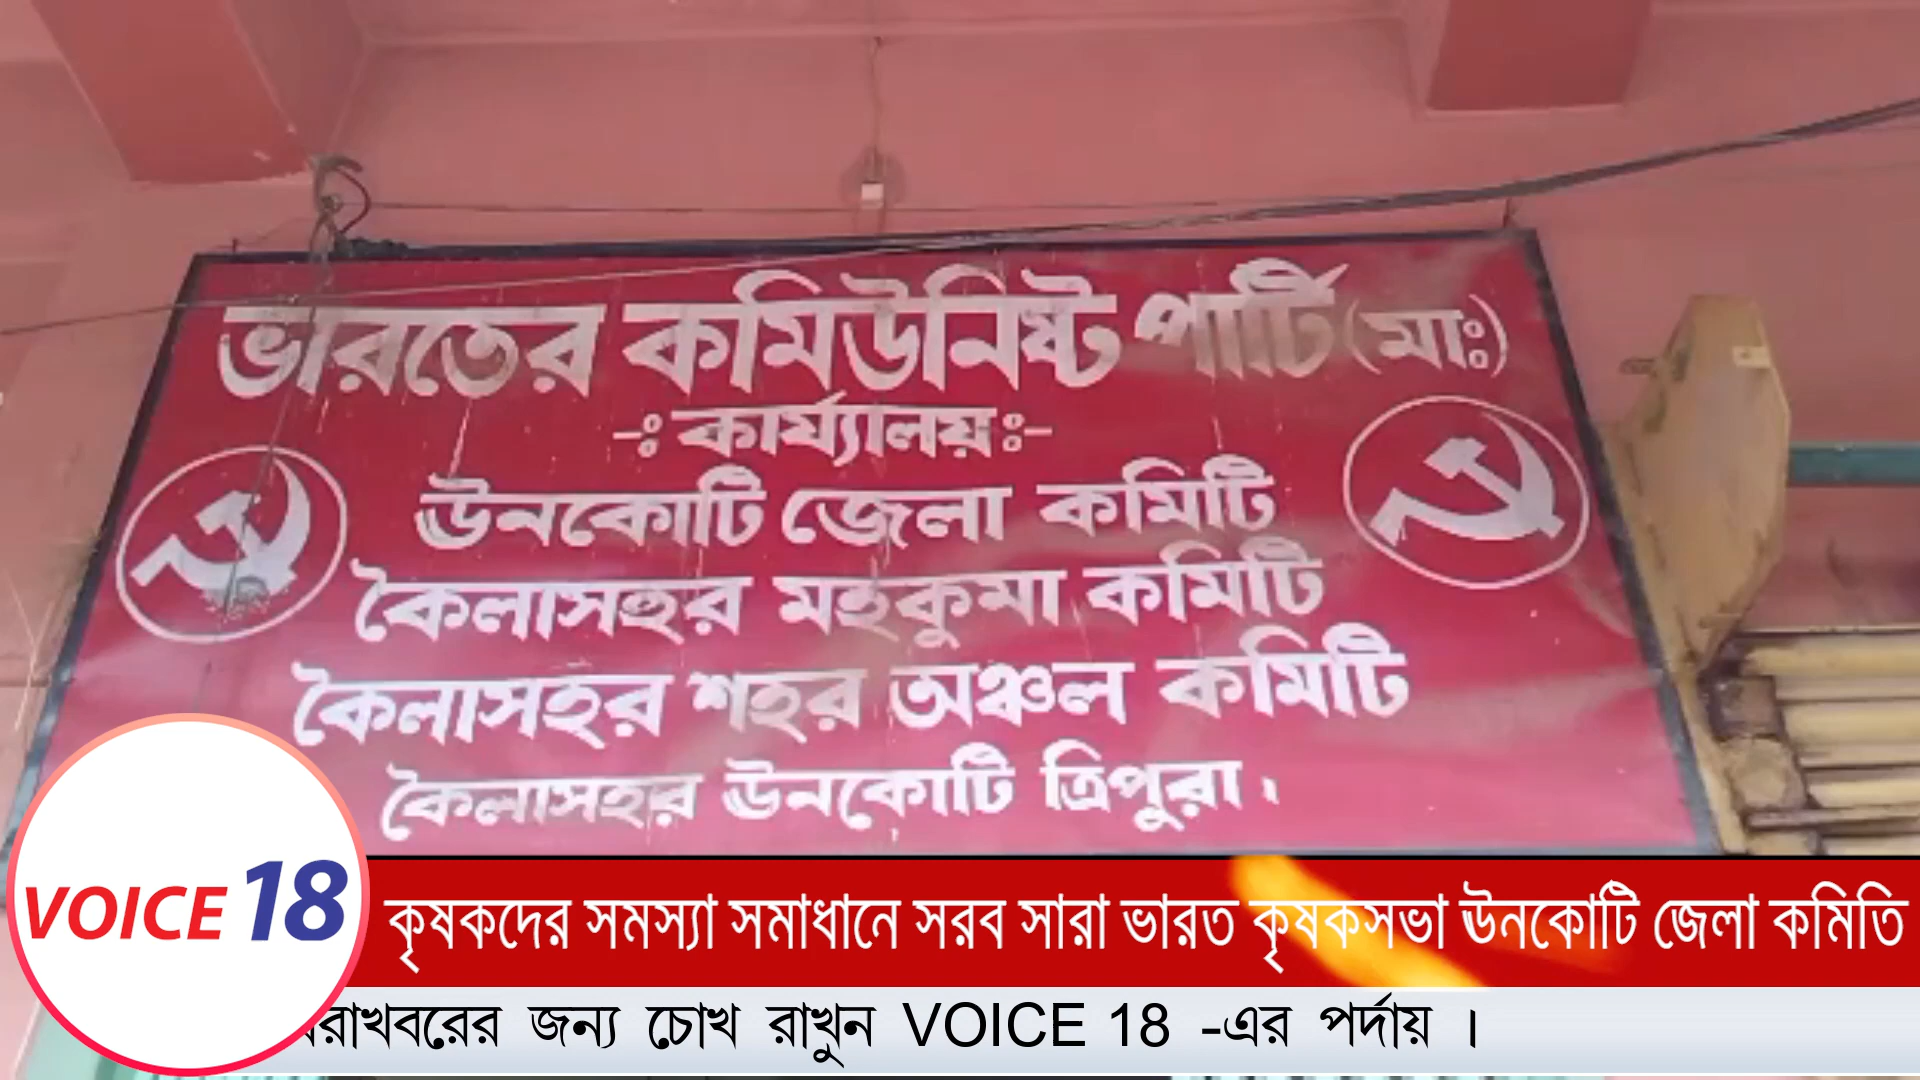 ভারতের কমিউনিষ্ট পার্টি (মাঃ)
-ঃ কার্য্যালয় ঃ-
ঊনকোটি জেলা কমিটি
কৈলাসহর মহকুমা কমিটি
কৈলাসহর শহর অঞ্চল কমিটি
কৈলাসহর ঊনকোটি ত্রিপুরা।
VOICE 18
কৃষকদের সমস্যা সমাধানে সরব সারা ভারত কৃষকসভা ঊনকোটি জেলা কমিতি
জন্য চোখ রাখুন VOICE 18 -এর পর্দায় ।